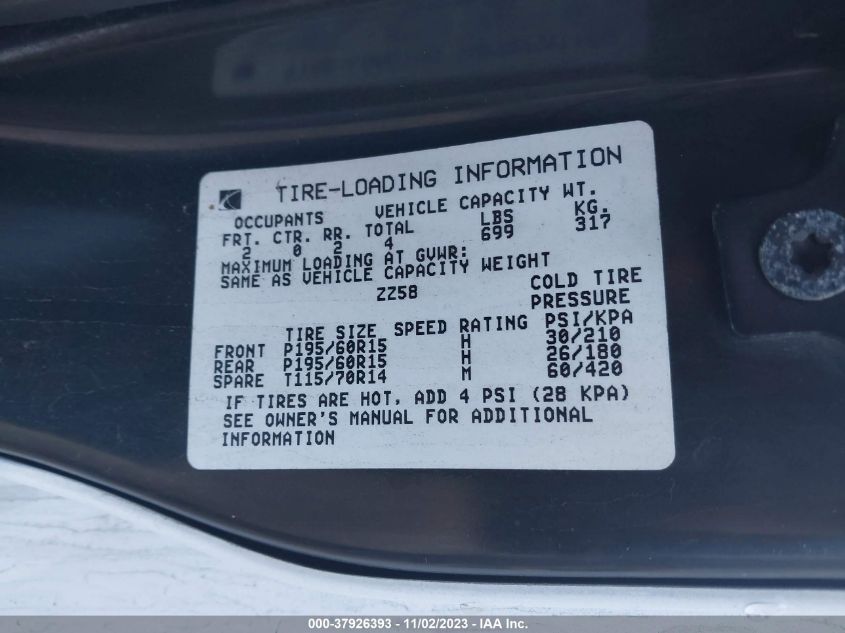 TIRE-LOADING INFORMATION
OCCUPANTS VEHICLE CAPACITY WT.
FRT. CTR. RR. TOTAL LBS KG.
2 0 2 4 699 317
MAXIMUM LOADING AT GVWR:
SAME AS VEHICLE CAPACITY WEIGHT
ZZ58 COLD TIRE
PRESSURE
TIRE SIZE SPEED RATING PSI/KPA
FRONT P195/60R15 H 30/210
REAR P195/60R15 H 26/180
SPARE T115/70R14 M 60/420
IF TIRES ARE HOT, ADD 4 PSI (28 KPA)
SEE OWNER'S MANUAL FOR ADDITIONAL
INFORMATION
000-37926393 - 11/02/2023 - IAA Inc.